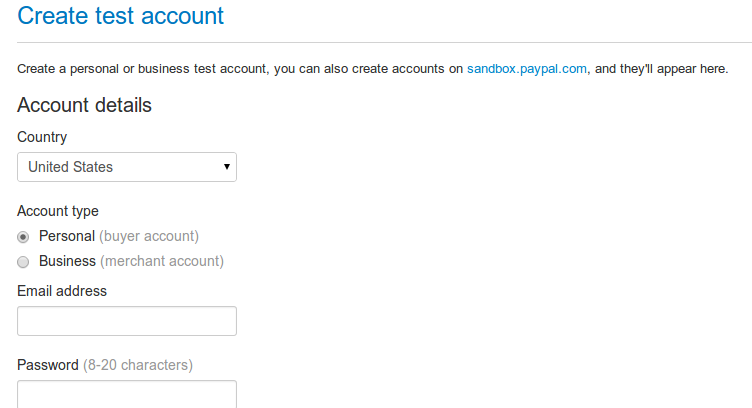 Create test account
Create a personal or business test account, you can also create accounts on sandbox.paypal.com, and they'll appear here.
Account details
Country
United States
Account type
Personal (buyer account)
Business (merchant account)
Email address
Password (8-20 characters)